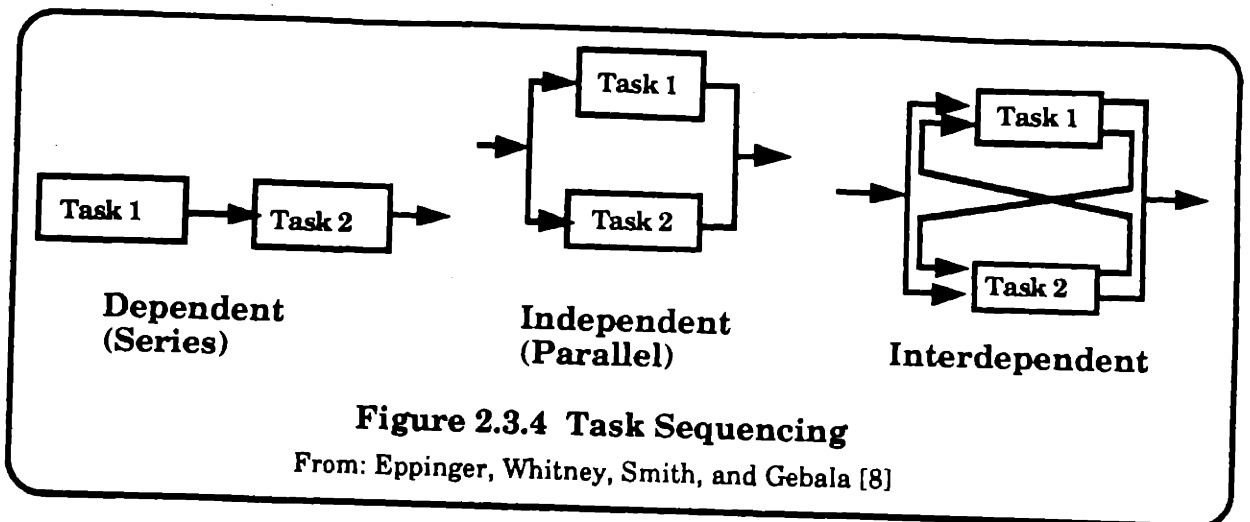 Task 1
Task 2
Dependent
(Series)
Task 1
Task 2
Independent
(Parallel)
Task 1
Task 2
Interdependent
Figure 2.3.4 Task Sequencing
From: Eppinger, Whitney, Smith, and Gebala [8]